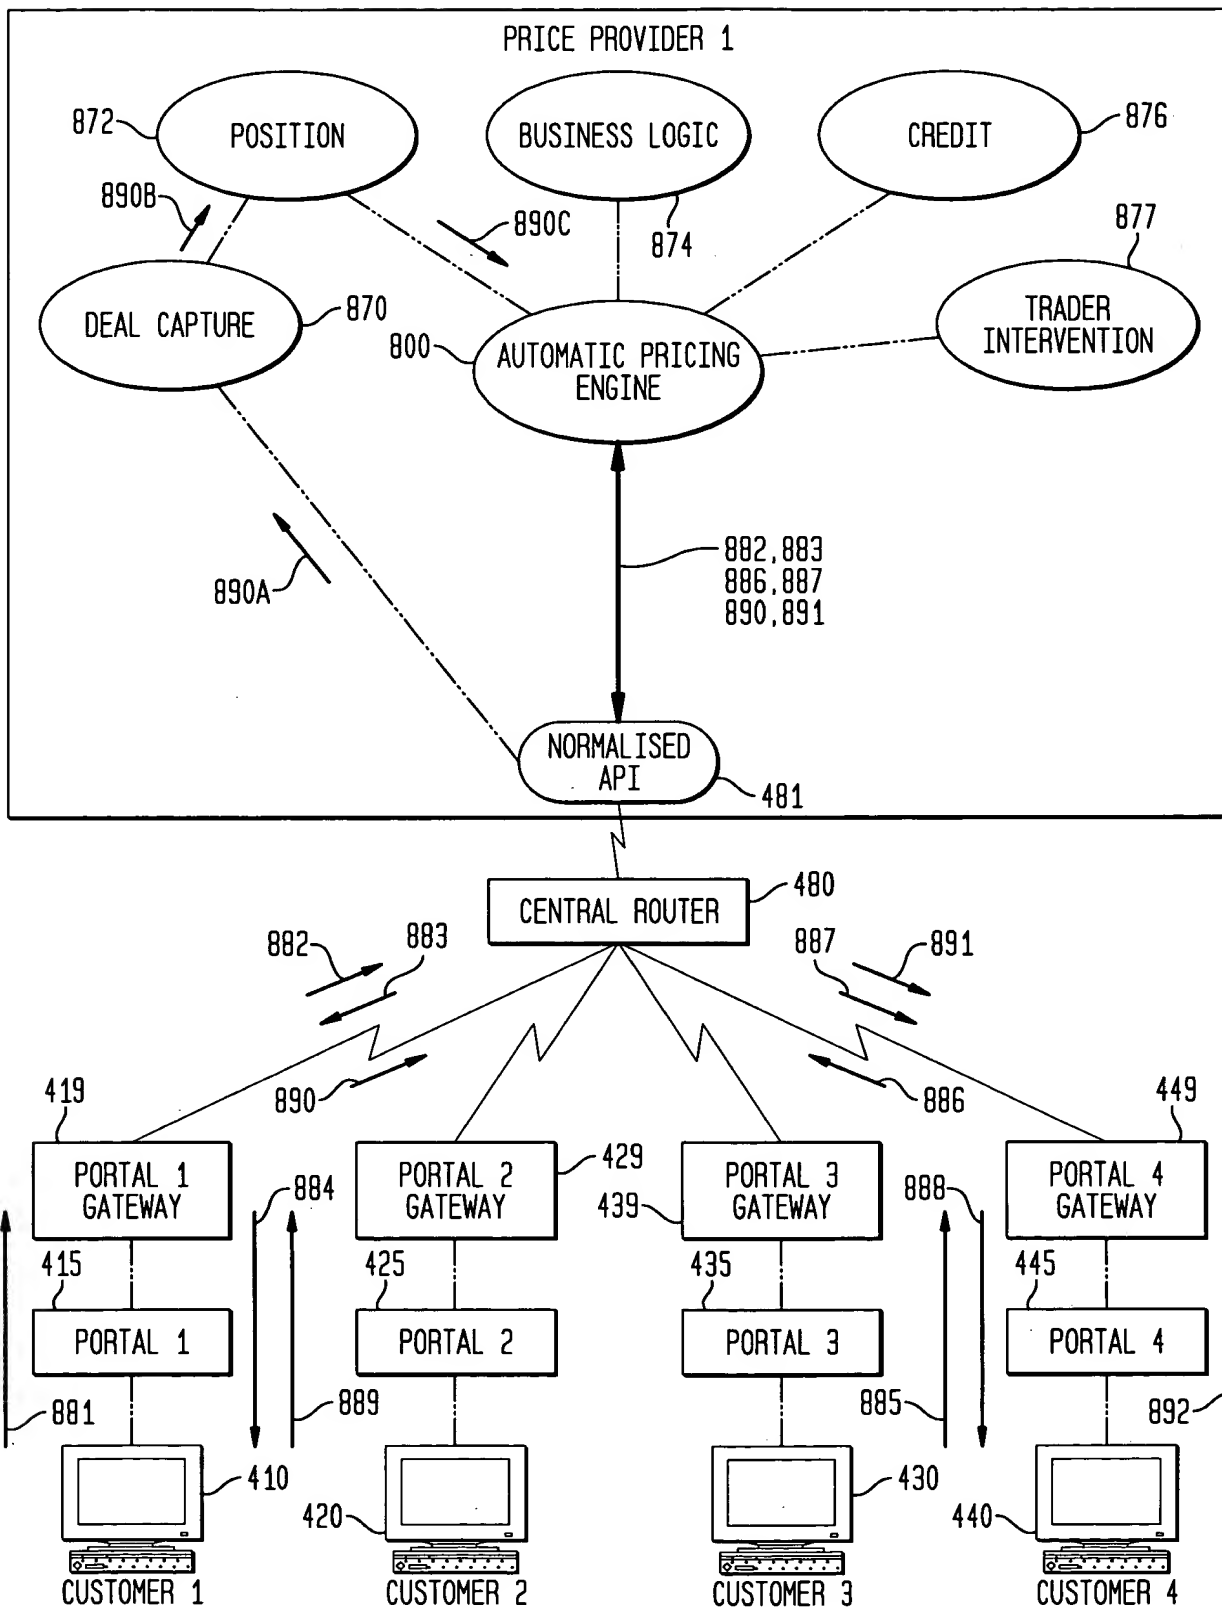 PRICE PROVIDER 1
872
POSITION
BUSINESS LOGIC
CREDIT
876
890B
890C
874
877
DEAL CAPTURE
870
800
AUTOMATIC PRICING
ENGINE
TRADER
INTERVENTION
890A
882,883
886,887
890,891
NORMALISED
API
481
480
CENTRAL ROUTER
882
883
887
891
890
886
419
449
PORTAL 1
GATEWAY
884
PORTAL 2
GATEWAY
429
439
PORTAL 3
GATEWAY
888
PORTAL 4
GATEWAY
415
425
435
445
PORTAL 1
PORTAL 2
PORTAL 3
PORTAL 4
881
889
885
892
410
420
430
440
CUSTOMER 1
CUSTOMER 2
CUSTOMER 3
CUSTOMER 4